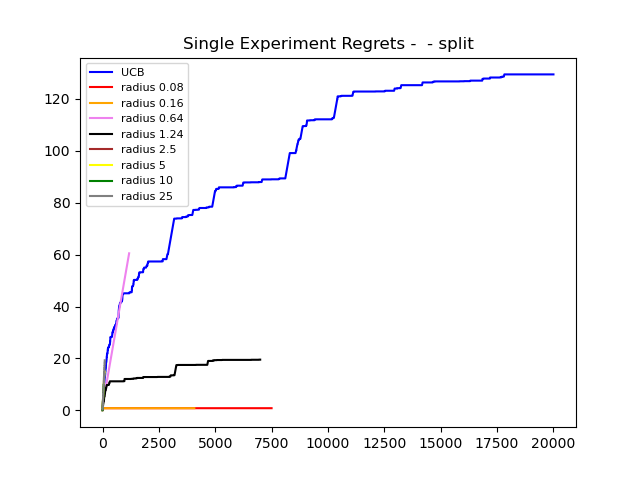 Single Experiment Regrets -  - split
UCB
radius 0.08
radius 0.16
radius 0.64
radius 1.24
radius 2.5
radius 5
radius 10
radius 25
120
100
80
60
40
20
0
0 2500 5000 7500 10000 12500 15000 17500 20000